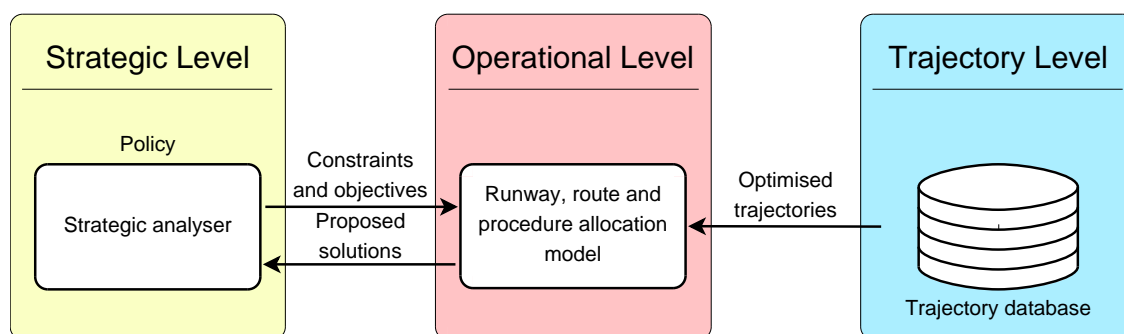 Strategic Level
Policy
Strategic analyser
Constraints
and objectives
Proposed
solutions
Operational Level
Runway, route and
procedure allocation
model
Optimised
trajectories
Trajectory Level
Trajectory database